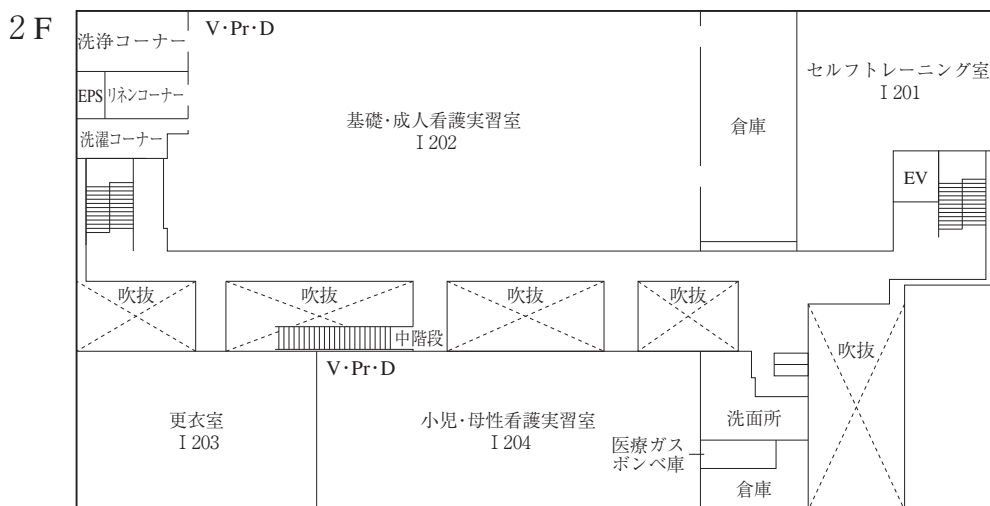 2F
洗浄コーナー
V・Pr・D
EPS
リネンコーナー
洗濯コーナー
基礎・成人看護実習室
I 202
倉庫
セルフトレーニング室
I 201
EV
吹抜
吹抜
吹抜
吹抜
中階段
吹抜
V・Pr・D
更衣室
I 203
小児・母性看護実習室
I 204
洗面所
医療ガス
ボンベ庫
倉庫